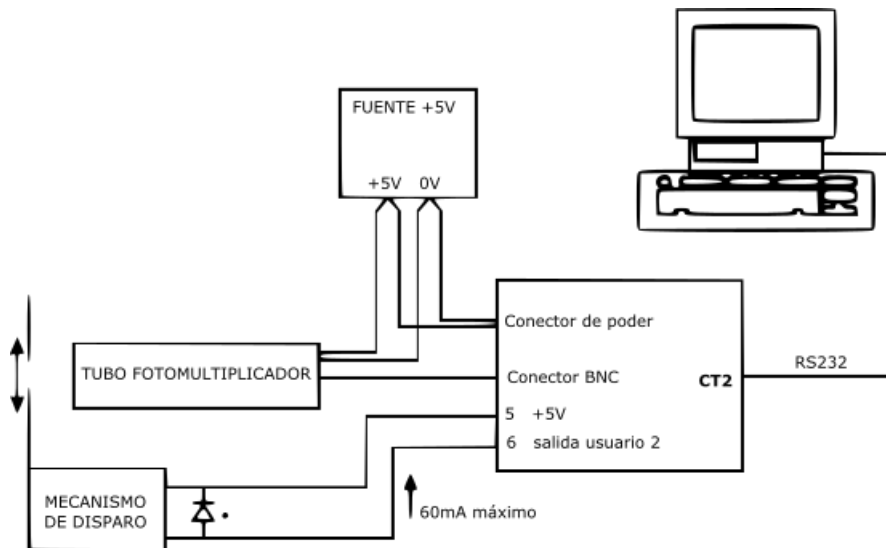 FUENTE +5V
+5V 0V
Conector de poder
TUBO FOTOMULTIPLICADOR
Conector BNC
CT2
RS232
5 +5V
6 salida usuario 2
MECANISMO
DE DISPARO
60mA máximo